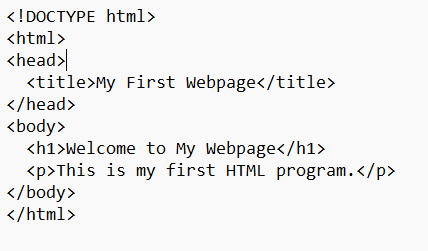 <!DOCTYPE html>
<html>
<head>
  <title>My First Webpage</title>
</head>
<body>
  <h1>Welcome to My Webpage</h1>
  <p>This is my first HTML program.</p>
</body>
</html>